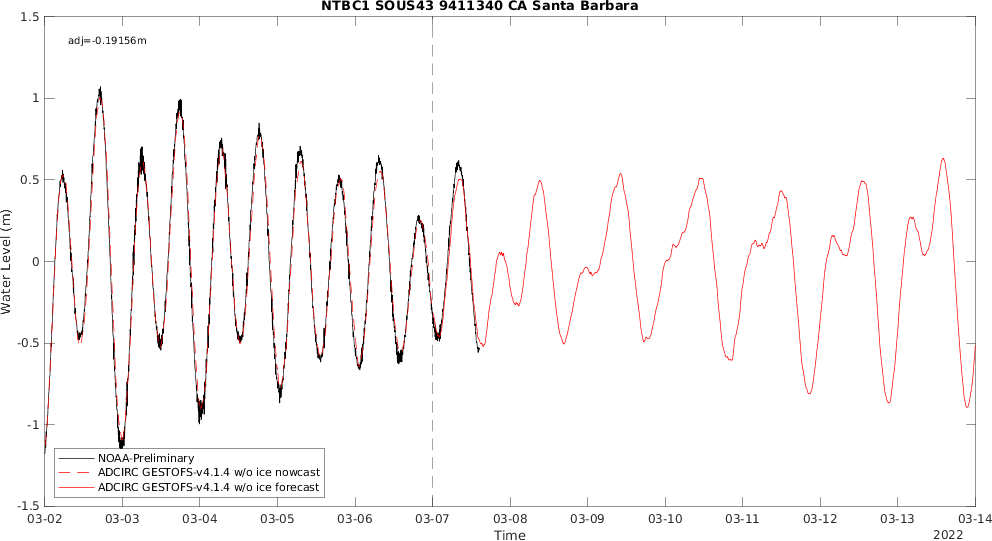 NTBC1 SOUS43 9411340 CA Santa Barbara
adj=-0.19156m
1.5
1
0.5
0
-0.5
-1
-1.5
Water Level (m)
NOAA-Preliminary
ADCIRC GESTOFS-v4.1.4 w/o ice nowcast
ADCIRC GESTOFS-v4.1.4 w/o ice forecast
03-02 03-03 03-04 03-05 03-06 03-07 03-08 03-09 03-10 03-11 03-12 03-13 03-14
Time
2022